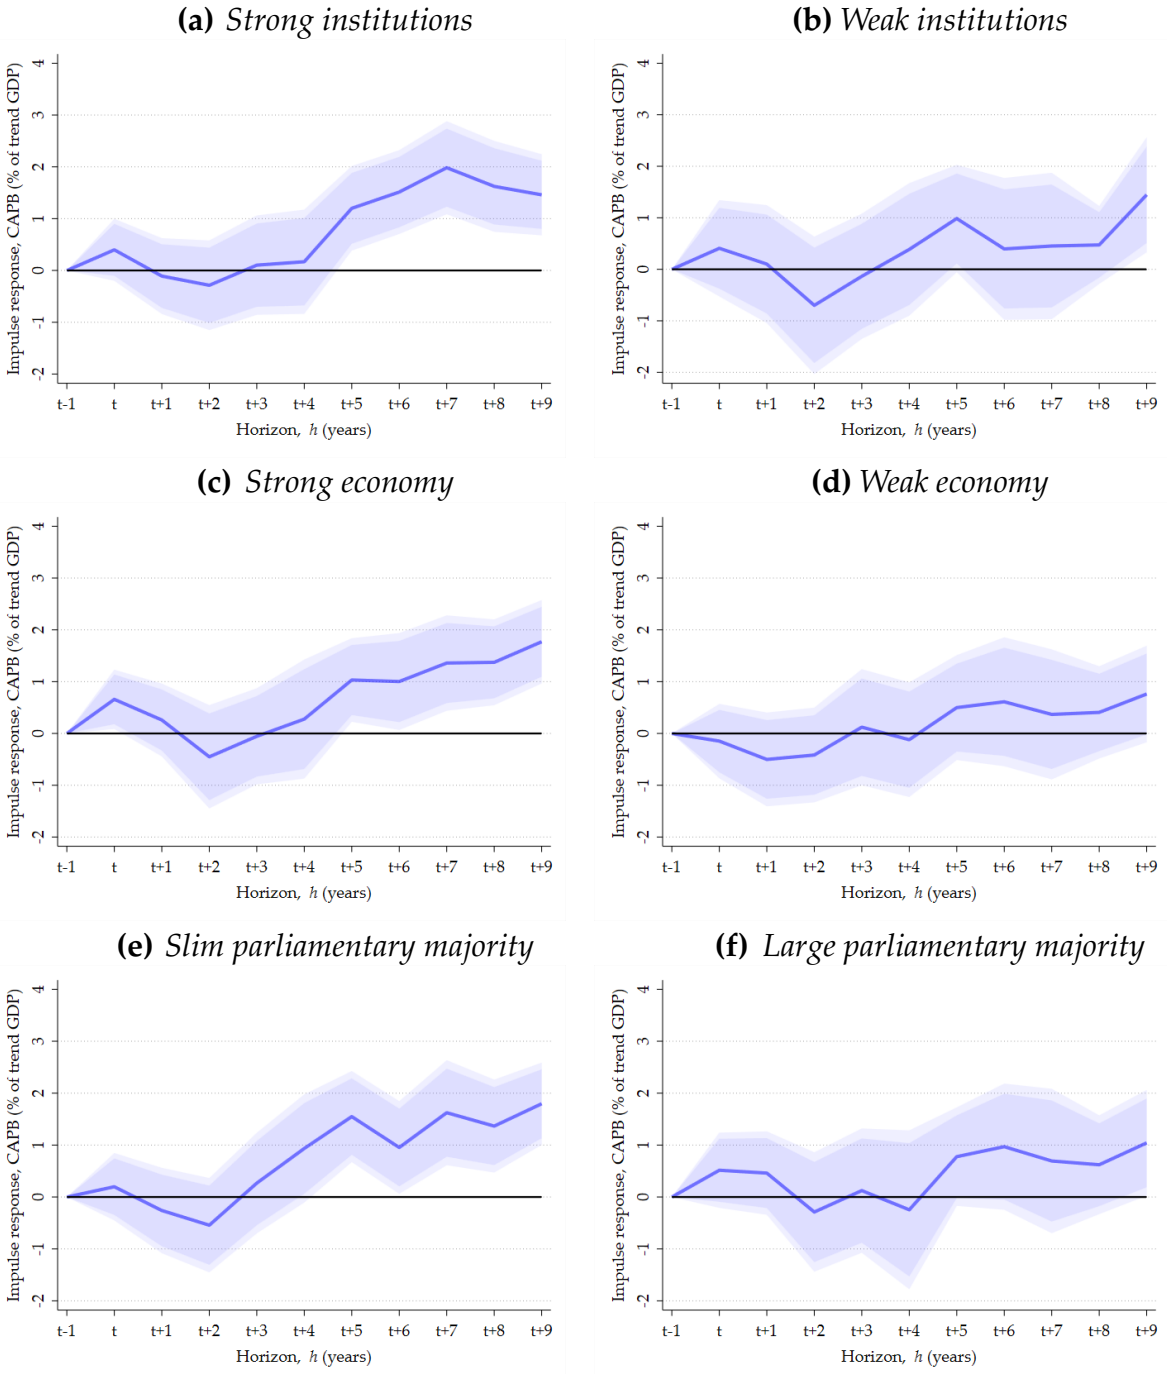 (a) Strong institutions
Impulse response, CAPB (% of trend GDP)
4
3
2
1
0
-1
-2
t-1 t t+1 t+2 t+3 t+4 t+5 t+6 t+7 t+8 t+9
Horizon, h (years)
(b) Weak institutions
Impulse response, CAPB (% of trend GDP)
4
3
2
1
0
-1
-2
t-1 t t+1 t+2 t+3 t+4 t+5 t+6 t+7 t+8 t+9
Horizon, h (years)
(c) Strong economy
Impulse response, CAPB (% of trend GDP)
4
3
2
1
0
-1
-2
t-1 t t+1 t+2 t+3 t+4 t+5 t+6 t+7 t+8 t+9
Horizon, h (years)
(d) Weak economy
Impulse response, CAPB (% of trend GDP)
4
3
2
1
0
-1
-2
t-1 t t+1 t+2 t+3 t+4 t+5 t+6 t+7 t+8 t+9
Horizon, h (years)
(e) Slim parliamentary majority
Impulse response, CAPB (% of trend GDP)
4
3
2
1
0
-1
-2
t-1 t t+1 t+2 t+3 t+4 t+5 t+6 t+7 t+8 t+9
Horizon, h (years)
(f) Large parliamentary majority
Impulse response, CAPB (% of trend GDP)
4
3
2
1
0
-1
-2
t-1 t t+1 t+2 t+3 t+4 t+5 t+6 t+7 t+8 t+9
Horizon, h (years)